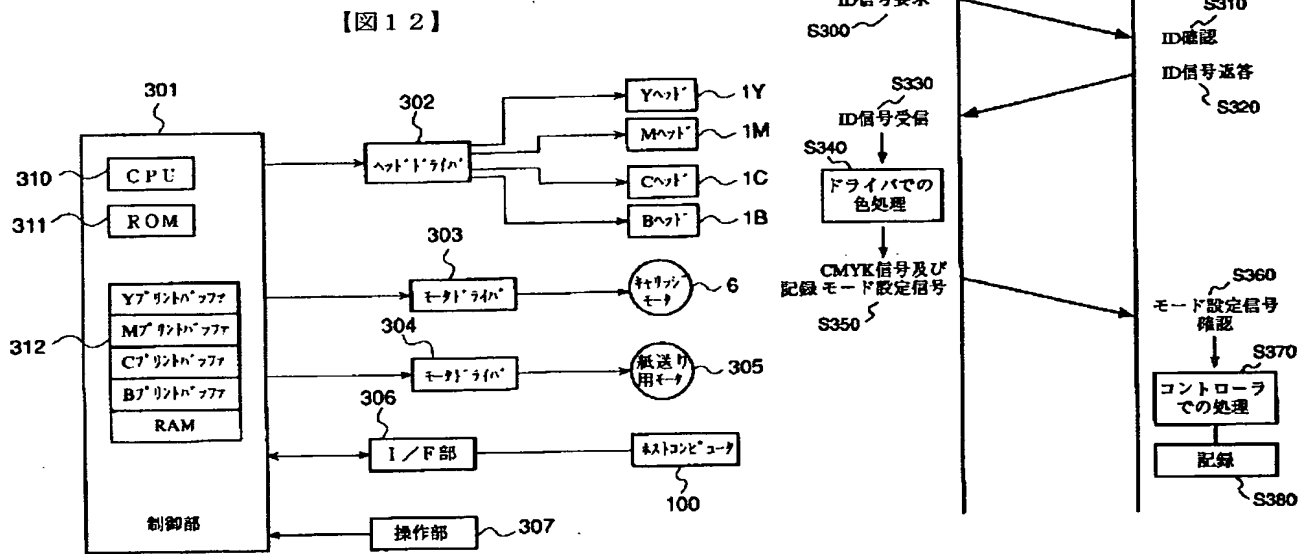 【図12】
301
310
CPU
311
ROM
312
Yプリントバッファ
Mプリントバッファ
Cプリントバッファ
Bプリントバッファ
RAM
制御部
302
ヘッドドライバ
Yヘッド
1Y
Mヘッド
1M
Cヘッド
1C
Bヘッド
1B
303
モータドライバ
キャリッジ
モータ
6
304
モータドライバ
紙送り
用モータ
305
306
I/F部
ホストコンピュータ
100
操作部
307
S300
S310
ID確認
ID信号返答
S320
S330
ID信号受信
S340
ドライバでの
色処理
CMYK信号及び
記録モード設定信号
S350
S360
モード設定信号
確認
S370
コントローラ
での処理
記録
S380